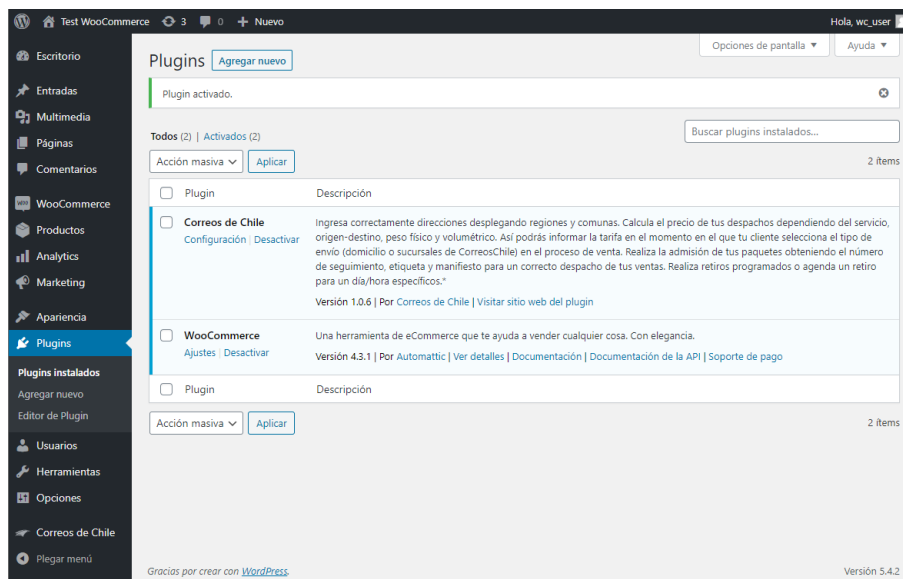 Test WooCommerce 3 0 + Nuevo Hola, wc_user
Opciones de pantalla ▼ Ayuda ▼
Escritorio
Entradas
Multimedia
Páginas
Comentarios
WooCommerce
Productos
Analytics
Marketing
Apariencia
Plugins
Plugins instalados
Agregar nuevo
Editor de Plugin
Usuarios
Herramientas
Opciones
Correos de Chile
Plegar menú
Plugins Agregar nuevo
Plugin activado.
Todos (2) | Activados (2)
Buscar plugins instalados...
Acción masiva Aplicar 2 ítems
Plugin Descripción
Correos de Chile
Configuración | Desactivar
Ingresa correctamente direcciones desplegando regiones y comunas. Calcula el precio de tus despachos dependiendo del servicio,
origen-destino, peso físico y volumétrico. Así podrás informar la tarifa en el momento en el que tu cliente selecciona el tipo de
envío (domicilio o sucursales de CorreosChile) en el proceso de venta. Realiza la admisión de tus paquetes obteniendo el número
de seguimiento, etiqueta y manifiesto para un correcto despacho de tus ventas. Realiza retiros programados o agenda un retiro
para un día/hora específicos.*
Versión 1.0.6 | Por Correos de Chile | Visitar sitio web del plugin
WooCommerce
Ajustes | Desactivar
Una herramienta de eCommerce que te ayuda a vender cualquier cosa. Con elegancia.
Versión 4.3.1 | Por Automattic | Ver detalles | Documentación | Documentación de la API | Soporte de pago
Plugin Descripción
Acción masiva Aplicar 2 ítems
Gracias por crear con WordPress. Versión 5.4.2